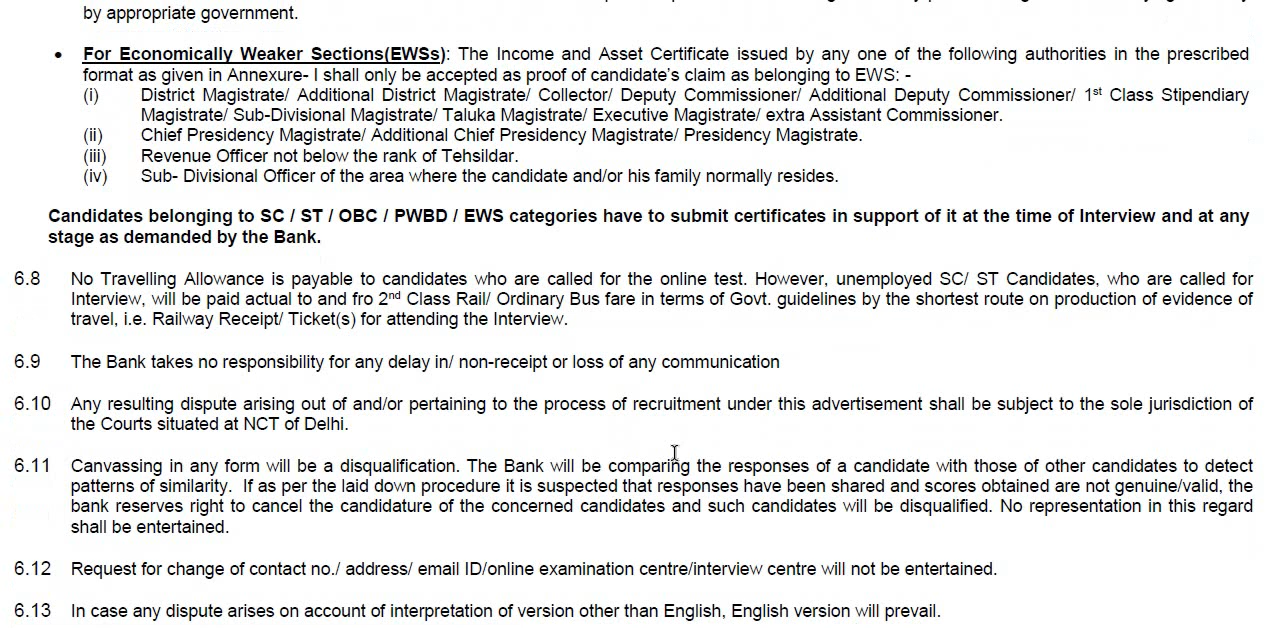 by appropriate government.
• For Economically Weaker Sections(EWSs): The Income and Asset Certificate issued by any one of the following authorities in the prescribed
format as given in Annexure- I shall only be accepted as proof of candidate's claim as belonging to EWS: -
(i) District Magistrate/ Additional District Magistrate/ Collector/ Deputy Commissioner/ Additional Deputy Commissioner/ 1st Class Stipendiary
Magistrate/ Sub-Divisional Magistrate/ Taluka Magistrate/ Executive Magistrate/ extra Assistant Commissioner.
(ii) Chief Presidency Magistrate/ Additional Chief Presidency Magistrate/ Presidency Magistrate.
(iii) Revenue Officer not below the rank of Tehsildar.
(iv) Sub- Divisional Officer of the area where the candidate and/or his family normally resides.
Candidates belonging to SC / ST / OBC / PWBD / EWS categories have to submit certificates in support of it at the time of Interview and at any
stage as demanded by the Bank.
6.8 No Travelling Allowance is payable to candidates who are called for the online test. However, unemployed SC/ ST Candidates, who are called for
Interview, will be paid actual to and fro 2nd Class Rail/ Ordinary Bus fare in terms of Govt. guidelines by the shortest route on production of evidence of
travel, i.e. Railway Receipt/ Ticket(s) for attending the Interview.
6.9 The Bank takes no responsibility for any delay in/ non-receipt or loss of any communication
6.10 Any resulting dispute arising out of and/or pertaining to the process of recruitment under this advertisement shall be subject to the sole jurisdiction of
the Courts situated at NCT of Delhi.
6.11 Canvassing in any form will be a disqualification. The Bank will be comparing the responses of a candidate with those of other candidates to detect
patterns of similarity. If as per the laid down procedure it is suspected that responses have been shared and scores obtained are not genuine/valid, the
bank reserves right to cancel the candidature of the concerned candidates and such candidates will be disqualified. No representation in this regard
shall be entertained.
6.12 Request for change of contact no./ address/ email ID/online examination centre/interview centre will not be entertained.
6.13 In case any dispute arises on account of interpretation of version other than English, English version will prevail.